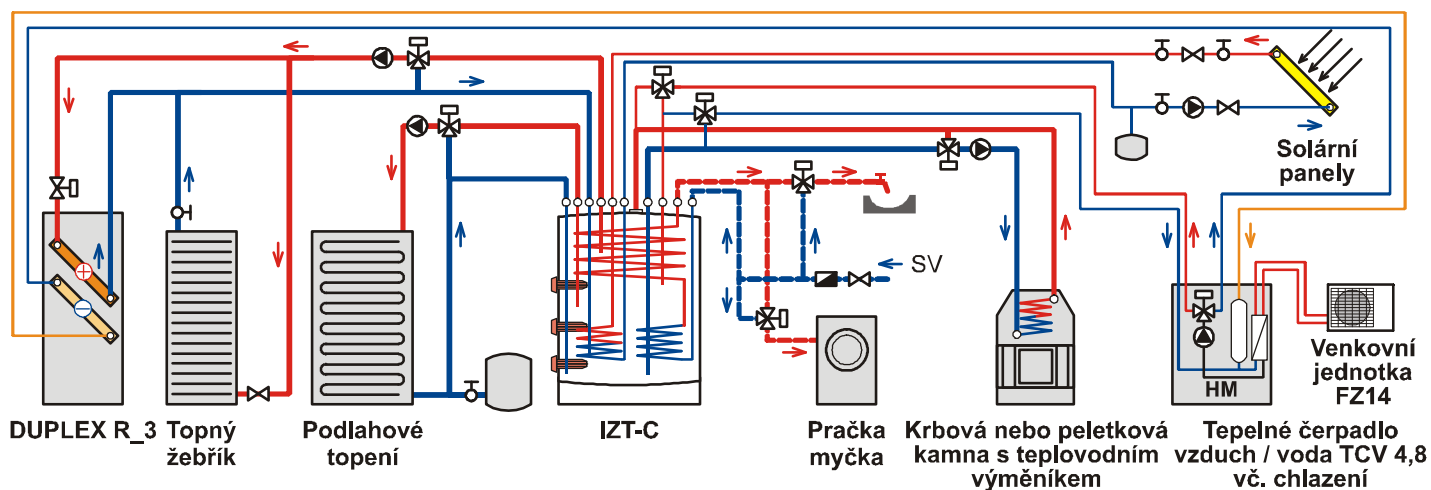 Solární
panely
SV
HM
Venkovní
jednotka
FZ14
DUPLEX R_3
Topný
žebřík
Podlahové
topení
IZT-C
Pračka
myčka
Krbová nebo peletková
kamna s teplovodním
výměníkem
Tepelné čerpadlo
vzduch / voda TCV 4,8
vč. chlazení